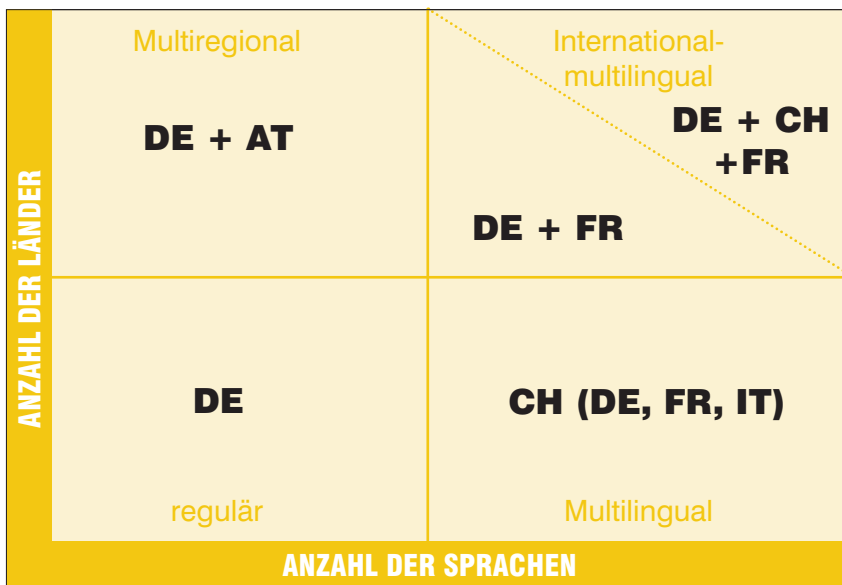 Multiregional
International-
multilingual
DE + AT
DE + CH
+FR
DE + FR
ANZAHL DER LÄNDER
DE
CH (DE, FR, IT)
regulär
Multilingual
ANZAHL DER SPRACHEN